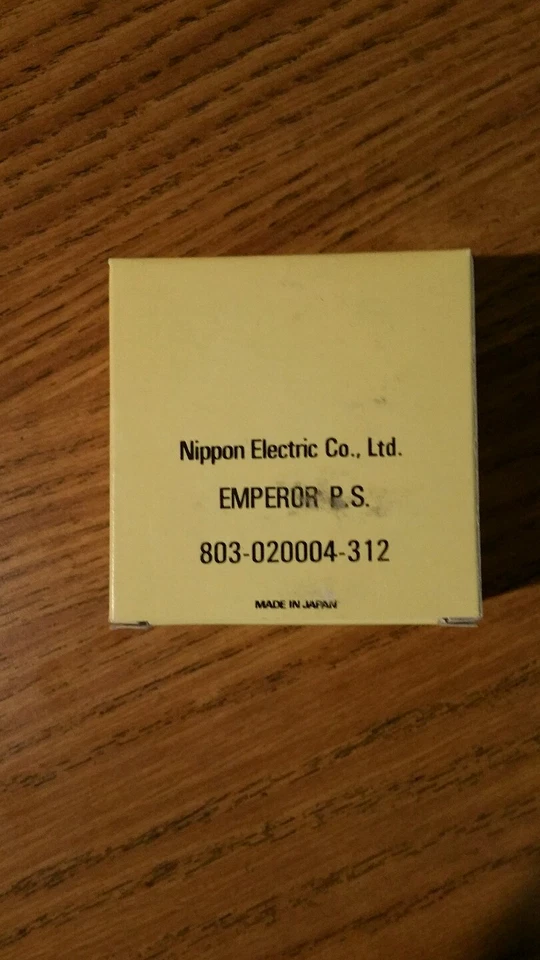 Nippon Electric Co., Ltd.
EMPEROR P.S.
803-020004-312
MADE IN JAPAN